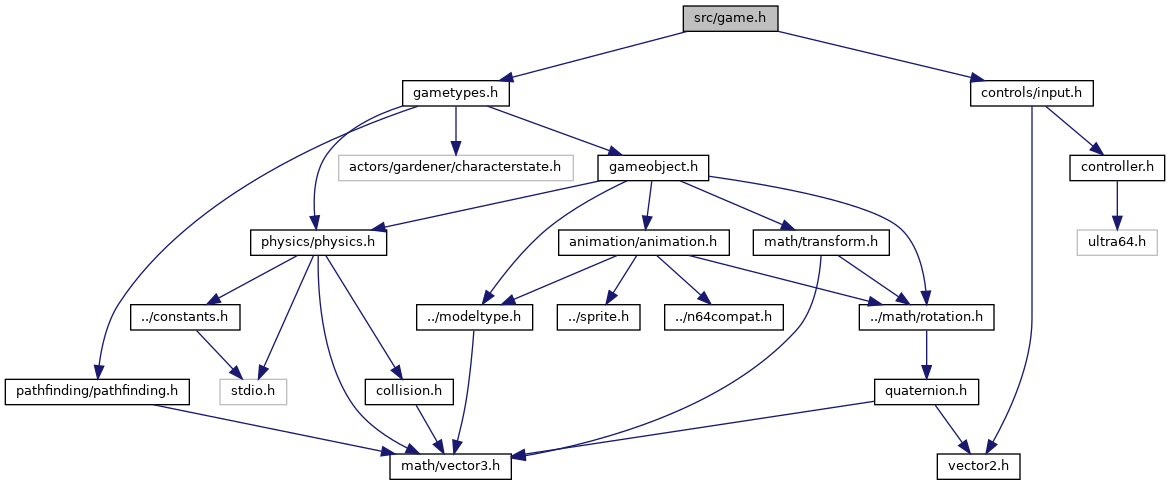 src/game.h
gametypes.h
controls/input.h
actors/gardener/characterstate.h
gameobject.h
controller.h
physics/physics.h
animation/animation.h
math/transform.h
ultra64.h
../constants.h
../modeltype.h
../sprite.h
../n64compat.h
../math/rotation.h
pathfinding/pathfinding.h
stdio.h
collision.h
quaternion.h
math/vector3.h
vector2.h